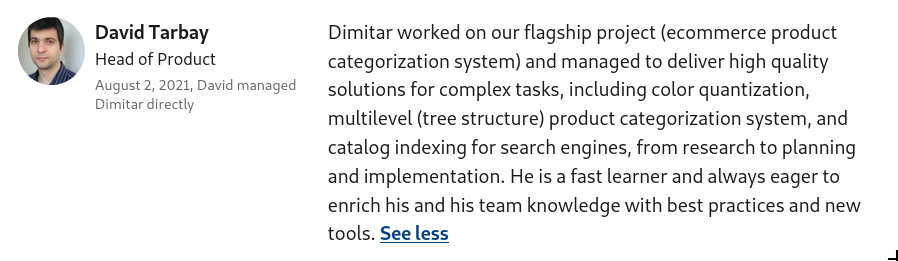 David Tarbay
Head of Product
August 2, 2021, David managed
Dimitar directly
Dimitar worked on our flagship project (ecommerce product
categorization system) and managed to deliver high quality
solutions for complex tasks, including color quantization,
multilevel (tree structure) product categorization system, and
catalog indexing for search engines, from research to planning
and implementation. He is a fast learner and always eager to
enrich his and his team knowledge with best practices and new
tools. See less